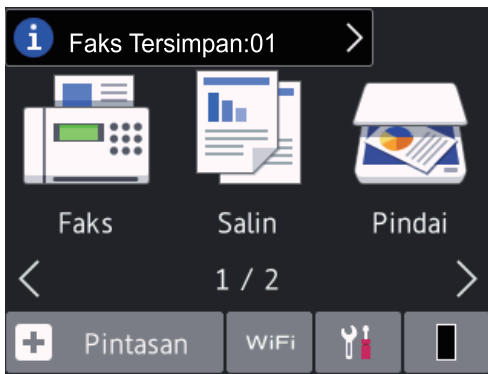 Faks Tersimpan:01
Faks
Salin
Pindai
1 / 2
Pintasan
WiFi